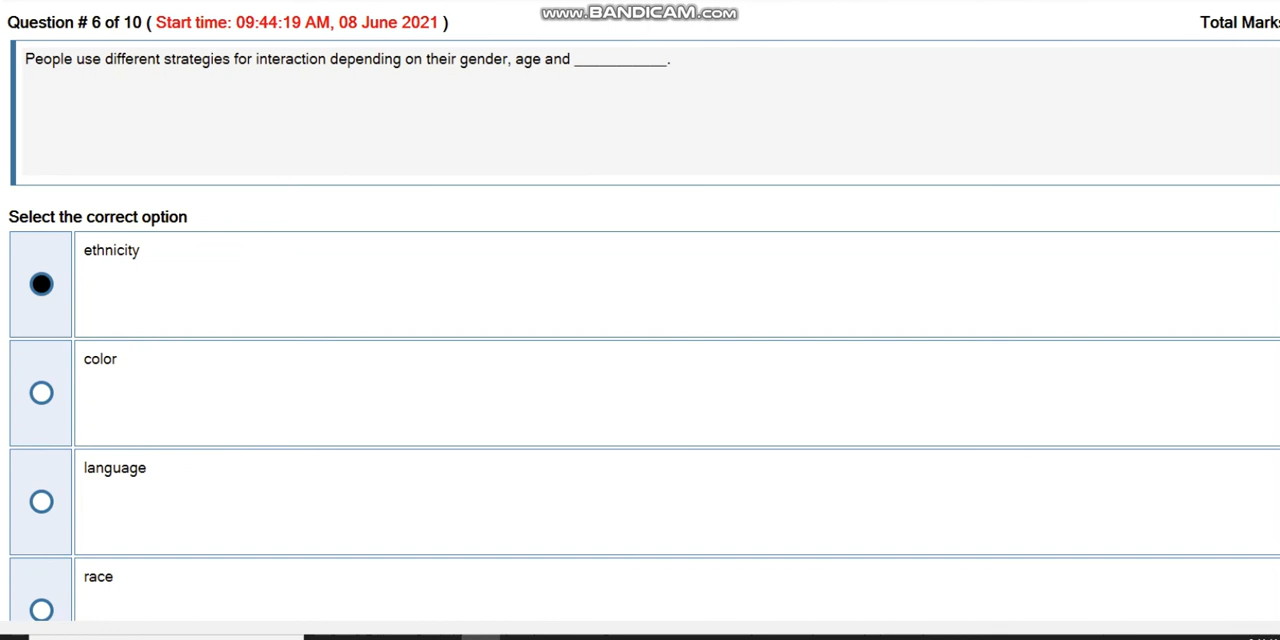 www.BANDICAM.com
Question # 6 of 10 ( Start time: 09:44:19 AM, 08 June 2021 )
Total Marks
People use different strategies for interaction depending on their gender, age and ___________.
Select the correct option
ethnicity
color
language
race